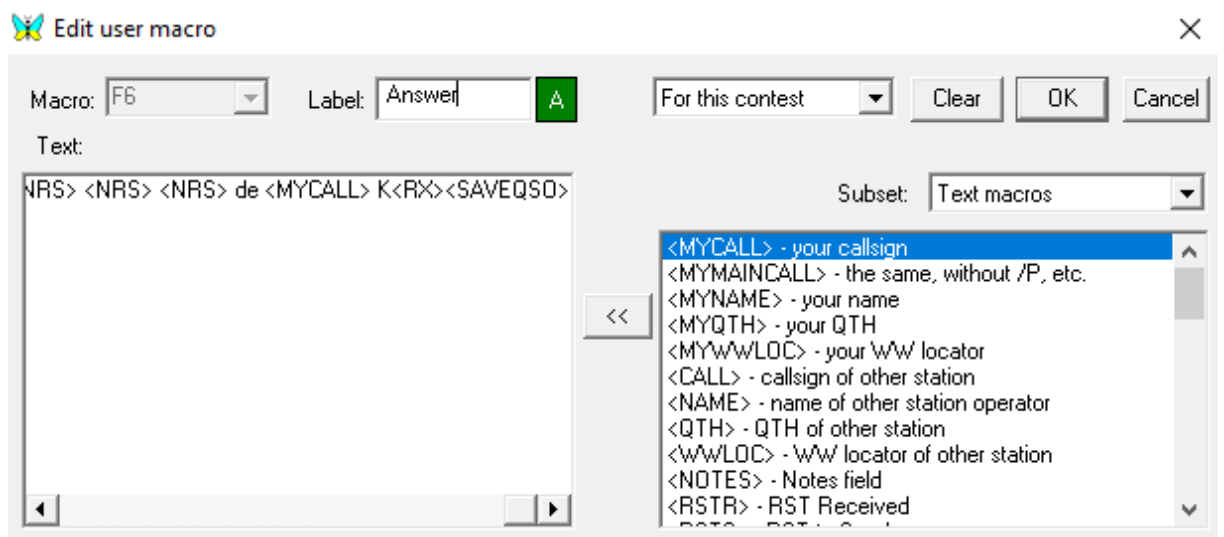 Edit user macro
Macro: F6 Label: Answer A For this contest Clear OK Cancel
Text:
NRS> <NRS> <NRS> de <MYCALL> K<RX><SAVEQSO>
Subset: Text macros
<MYCALL> - your callsign
<MYMAINCALL> - the same, without /P, etc.
<MYNAME> - your name
<MYQTH> - your QTH
<MYWWLOC> - your WW locator
<<
<CALL> - callsign of other station
<NAME> - name of other station operator
<QTH> - QTH of other station
<WWLOC> - WW locator of other station
<NOTES> - Notes field
<RSTR> - RST Received